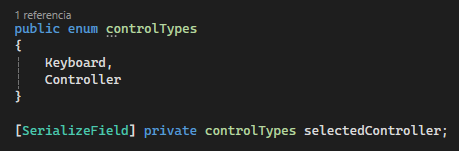 1 referencia
public enum controlTypes
{
Keyboard,
Controller
}
[SerializeField] private controlTypes selectedController;